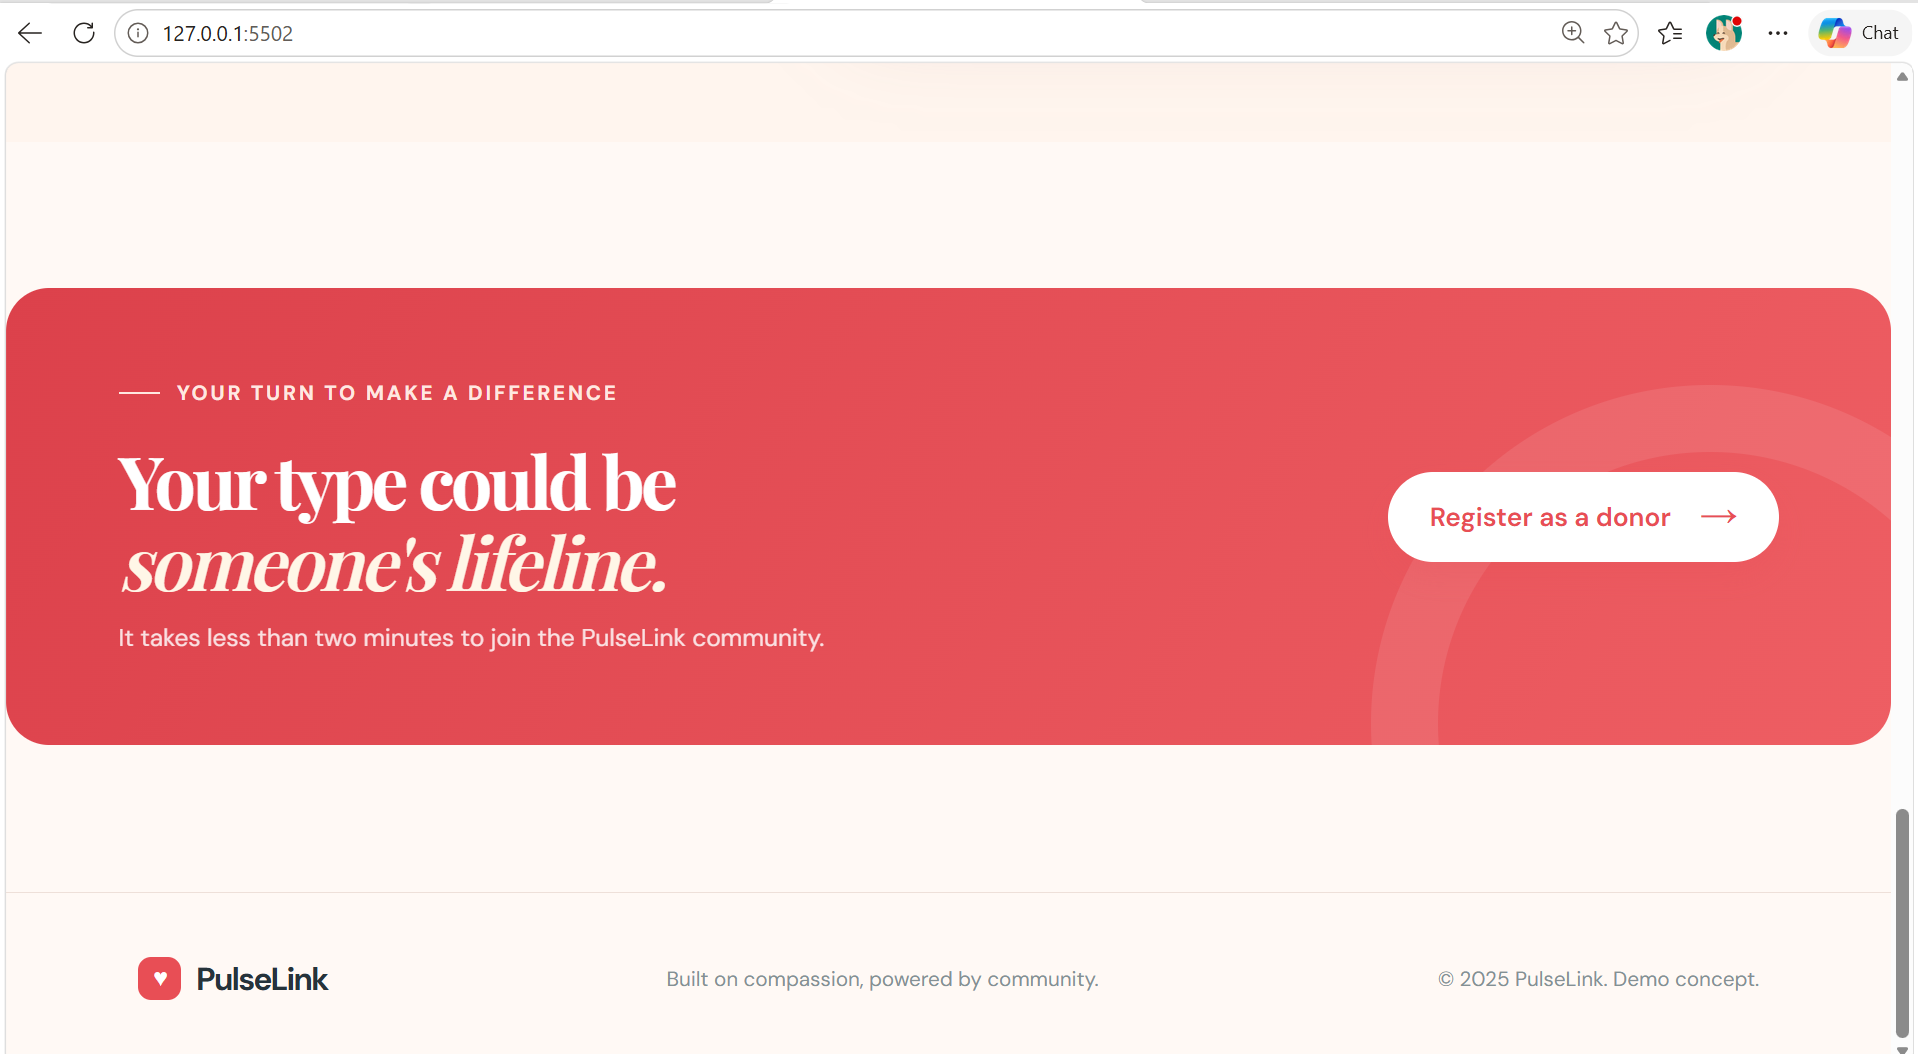 127.0.0.1:5502
Chat
YOUR TURN TO MAKE A DIFFERENCE
Your type could be
someone's lifeline.
It takes less than two minutes to join the PulseLink community.
Register as a donor →
PulseLink
Built on compassion, powered by community.
© 2025 PulseLink. Demo concept.